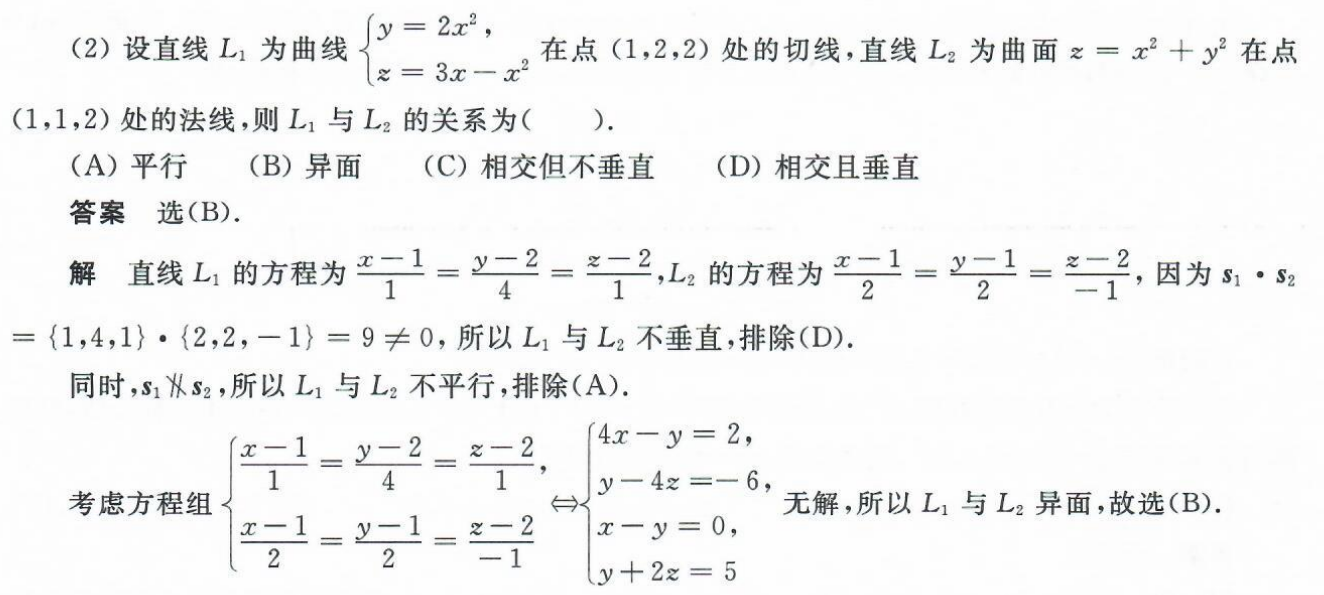 (2) 设直线 L₁ 为曲线 { y = 2x², z = 3x − x² 在点 (1,2,2) 处的切线,直线 L₂ 为曲面 z = x² + y² 在点
(1,1,2) 处的法线,则 L₁ 与 L₂ 的关系为(  ).
(A) 平行 (B) 异面 (C) 相交但不垂直 (D) 相交且垂直
答案 选(B).
解 直线 L₁ 的方程为 (x − 1)/1 = (y − 2)/4 = (z − 2)/1, L₂ 的方程为 (x − 1)/2 = (y − 1)/2 = (z − 2)/(−1), 因为 s₁ · s₂
= {1,4,1} · {2,2,−1} = 9 ≠ 0, 所以 L₁ 与 L₂ 不垂直,排除(D).
同时,s₁ ∦ s₂,所以 L₁ 与 L₂ 不平行,排除(A).
考虑方程组 { (x − 1)/1 = (y − 2)/4 = (z − 2)/1, (x − 1)/2 = (y − 1)/2 = (z − 2)/(−1) ⇔ { 4x − y = 2, y − 4z = − 6, x − y = 0, y + 2z = 5 无解,所以 L₁ 与 L₂ 异面,故选(B).